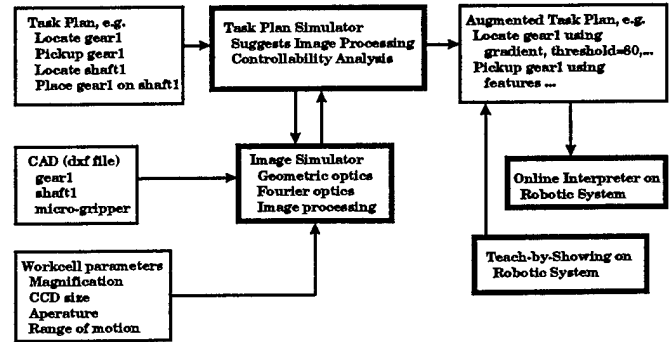 Task Plan, e.g.
Locate gear1
Pickup gear1
Locate shaft1
Place gear1 on shaft1
Task Plan Simulator
Suggests Image Processing
Controllability Analysis
Augmented Task Plan, e.g.
Locate gear1 using
gradient, threshold=60,...
Pickup gear1 using
features ...
CAD (dxf file)
gear1
shaft1
micro-gripper
Image Simulator
Geometric optics
Fourier optics
Image processing
Online Interpreter on
Robotic System
Workcell parameters
Magnification
CCD size
Aperature
Range of motion
Teach-by-Showing on
Robotic System